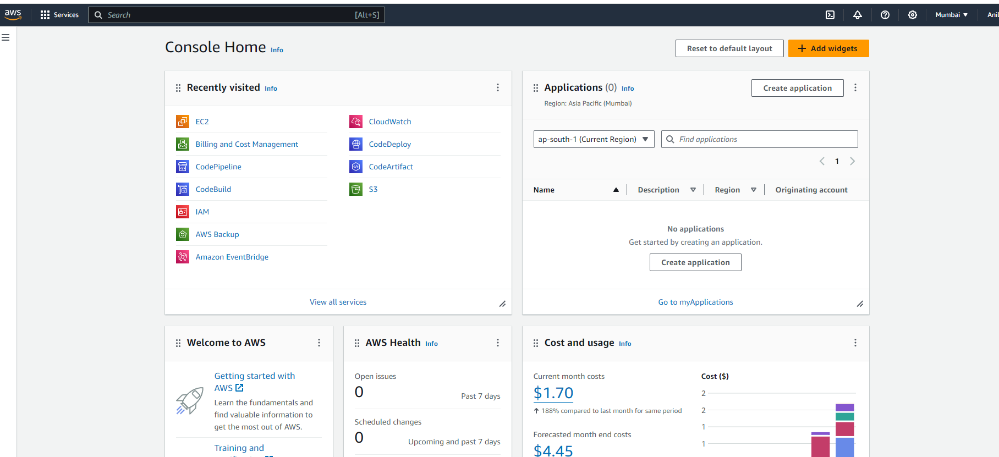 aws
Services
Search
[Alt+S]
Mumbai
Anil
Console Home Info
Reset to default layout
Add widgets
Recently visited Info
EC2
Billing and Cost Management
CodePipeline
CodeBuild
IAM
AWS Backup
Amazon EventBridge
CloudWatch
CodeDeploy
CodeArtifact
S3
View all services
Applications (0) Info
Region: Asia Pacific (Mumbai)
Create application
ap-south-1 (Current Region)
Find applications
1
Name Description Region Originating account
No applications
Get started by creating an application.
Create application
Go to myApplications
Welcome to AWS
Getting started with
AWS
Learn the fundamentals and
find valuable information to
get the most out of AWS.
Training and
AWS Health Info
Open issues
0
Past 7 days
Scheduled changes
0
Upcoming and past 7 days
Cost and usage Info
Current month costs
$1.70
188% compared to last month for same period
Forecasted month end costs
$4.45
Cost ($)
2
2
1
1